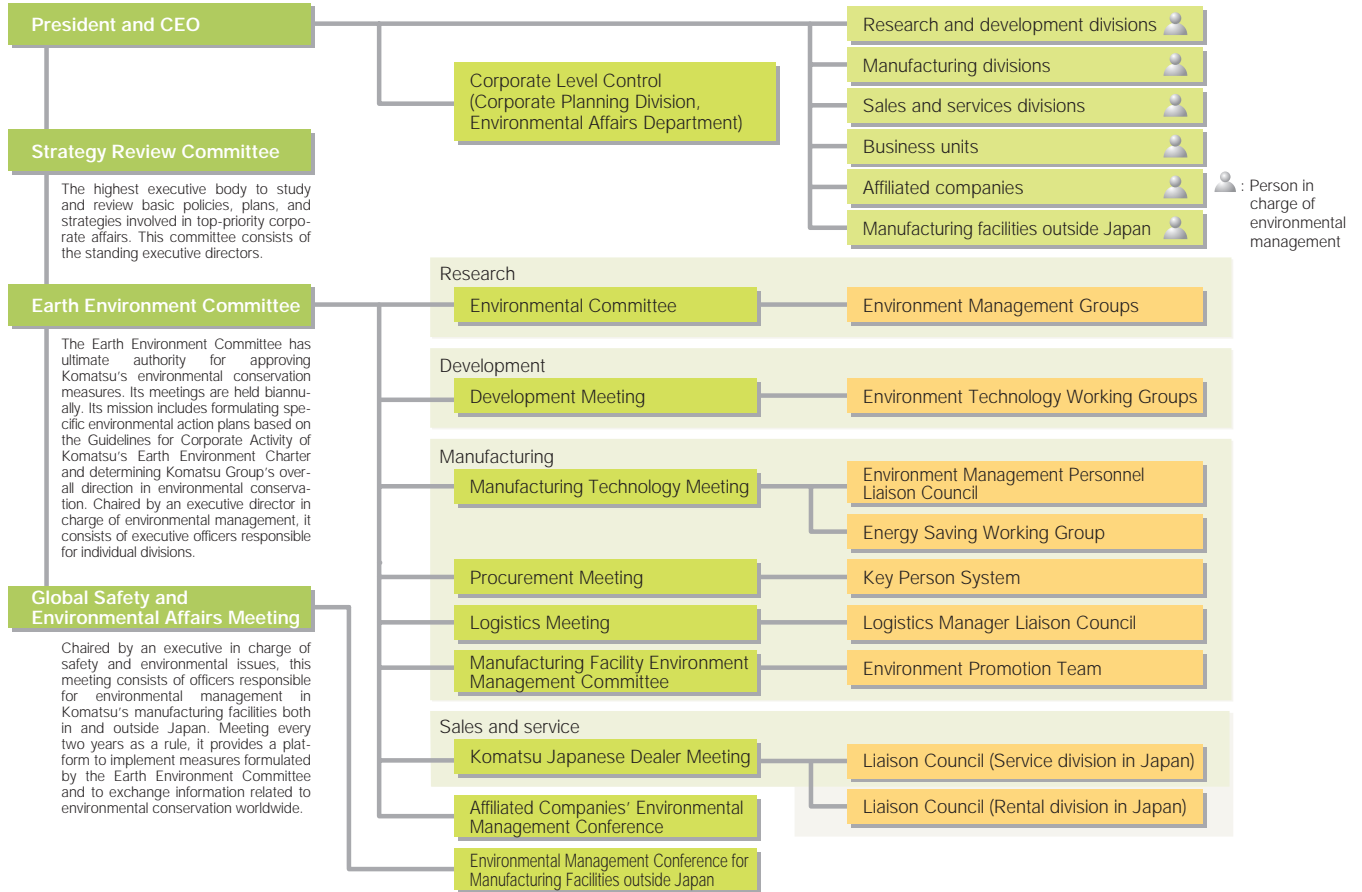 President and CEO
Strategy Review Committee
The highest executive body to study
and review basic policies, plans, and
strategies involved in top-priority corpo-
rate affairs. This committee consists of
the standing executive directors.
Earth Environment Committee
The Earth Environment Committee has
ultimate authority for approving
Komatsu's environmental conservation
measures. Its meetings are held biannu-
ally. Its mission includes formulating spe-
cific environmental action plans based on
the Guidelines for Corporate Activity of
Komatsu's Earth Environment Charter
and determining Komatsu Group's over-
all direction in environmental conserva-
tion. Chaired by an executive director in
charge of environmental management, it
consists of executive officers responsible
for individual divisions.
Global Safety and
Environmental Affairs Meeting
Chaired by an executive in charge of
safety and environmental issues, this
meeting consists of officers responsible
for environmental management in
Komatsu's manufacturing facilities both
in and outside Japan. Meeting every
two years as a rule, it provides a plat-
form to implement measures formulated
by the Earth Environment Committee
and to exchange information related to
environmental conservation worldwide.
Corporate Level Control
(Corporate Planning Division,
Environmental Affairs Department)
Research and development divisions
Manufacturing divisions
Sales and services divisions
Business units
Affiliated companies
Manufacturing facilities outside Japan
: Person in
charge of
environmental
management
Research
Environmental Committee
Environment Management Groups
Development
Development Meeting
Environment Technology Working Groups
Manufacturing
Manufacturing Technology Meeting
Environment Management Personnel
Liaison Council
Energy Saving Working Group
Procurement Meeting
Key Person System
Logistics Meeting
Logistics Manager Liaison Council
Manufacturing Facility Environment
Management Committee
Environment Promotion Team
Sales and service
Komatsu Japanese Dealer Meeting
Liaison Council (Service division in Japan)
Liaison Council (Rental division in Japan)
Affiliated Companies' Environmental
Management Conference
Environmental Management Conference for
Manufacturing Facilities outside Japan